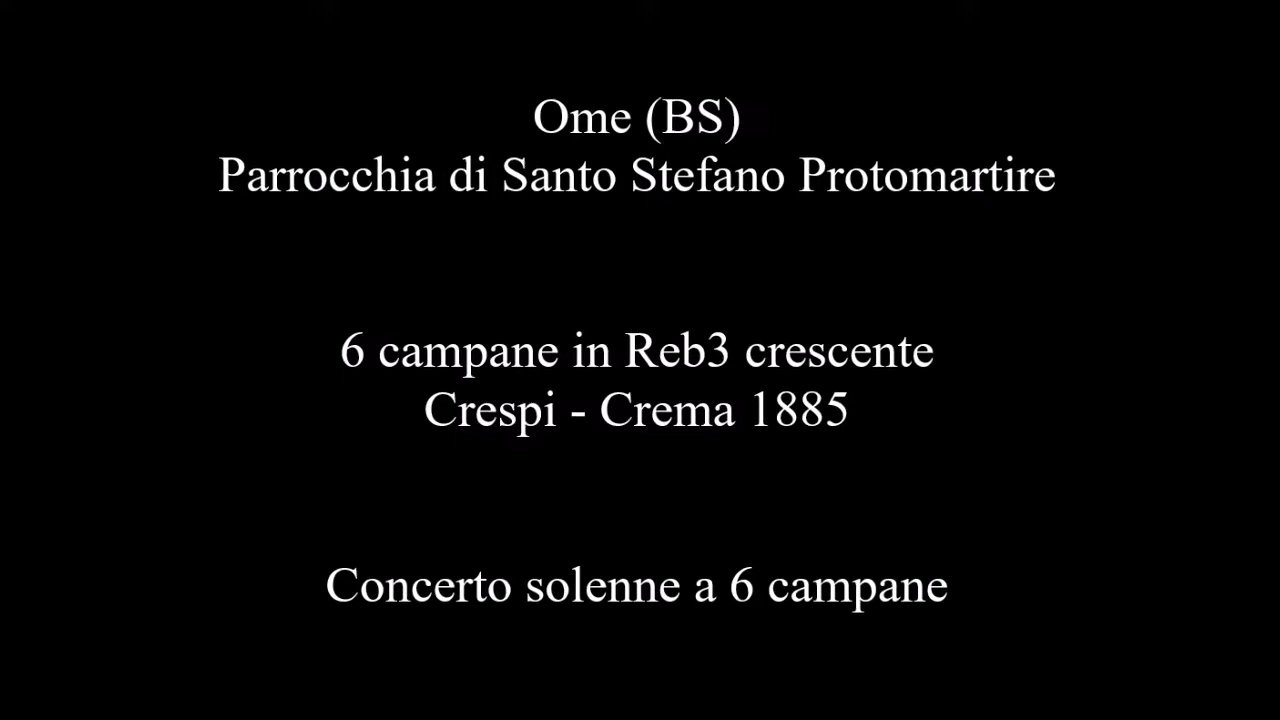 Ome (BS)
Parrocchia di Santo Stefano Protomartire
6 campane in Reb3 crescente
Crespi - Crema 1885
Concerto solenne a 6 campane